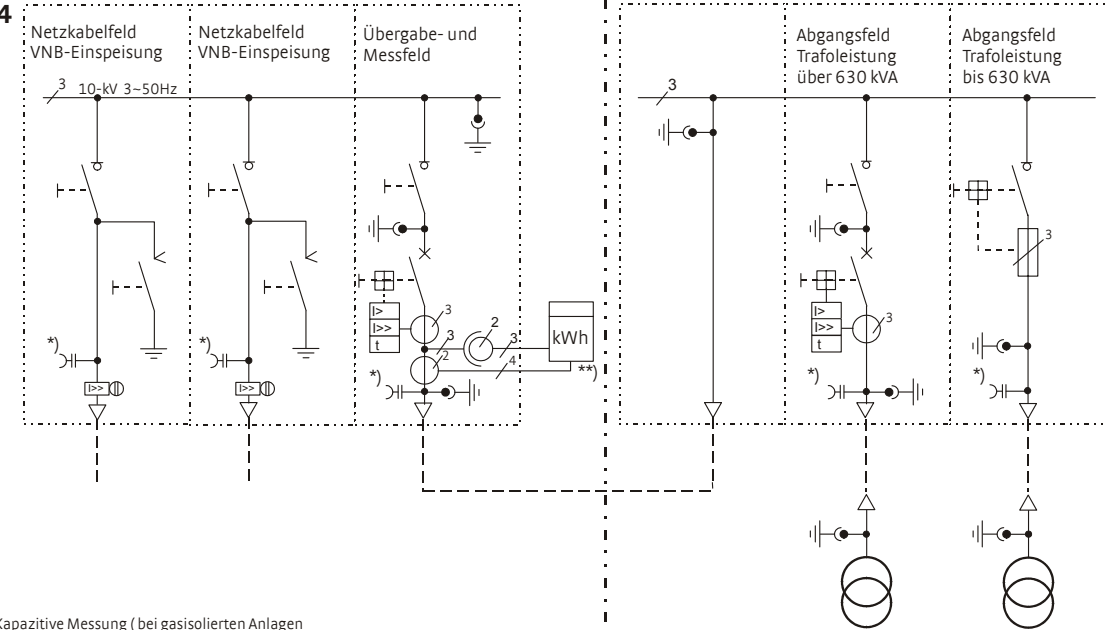 4
Netzkabelfeld
VNB-Einspeisung
Netzkabelfeld
VNB-Einspeisung
Übergabe- und
Messfeld
Abgangsfeld
Trafoleistung
über 630 kVA
Abgangsfeld
Trafoleistung
bis 630 kVA
3
10-kV 3~50Hz
3
3
I>
I>>
t
3
3
2
3
kWh
2
4
**)
I>
I>>
t
3
*)
*)
*)
*)
*)
I>>
I>>
Kapazitive Messung ( bei gasisolierten Anlagen